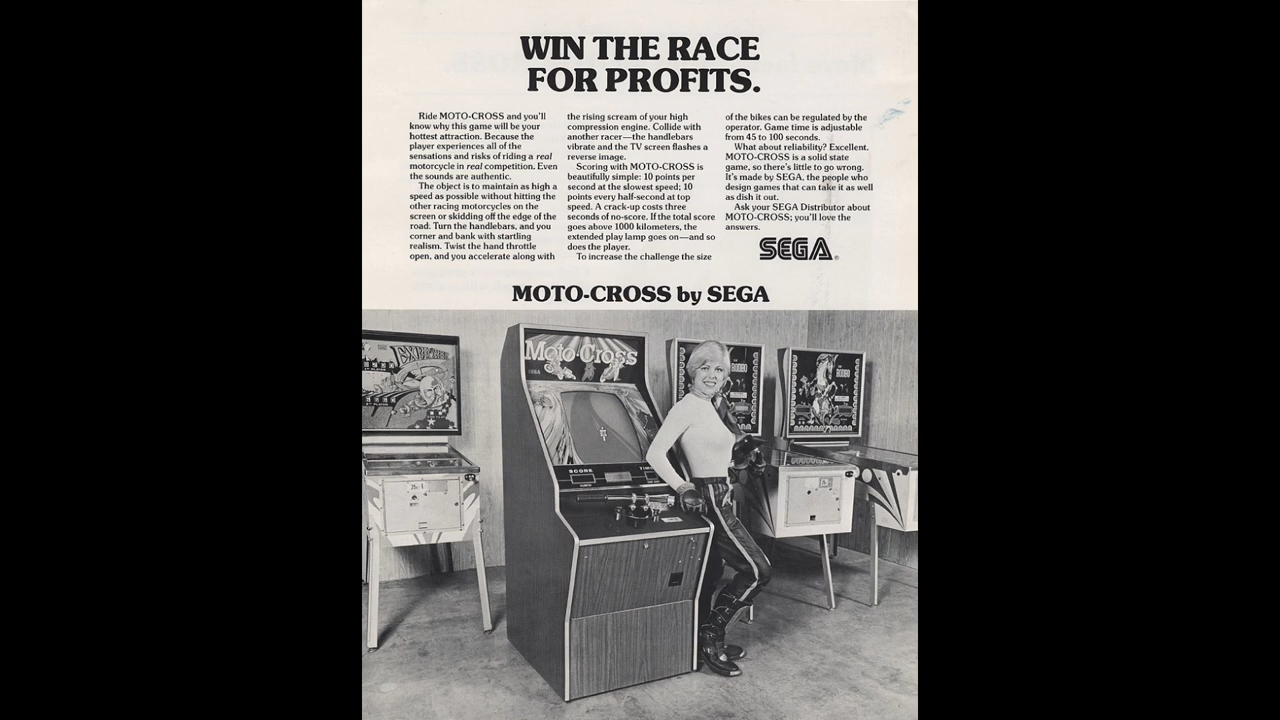 WIN THE RACE
FOR PROFITS.
Ride MOTO-CROSS and you'll
know why this game will be your
hottest attraction. Because the
player experiences all of the
sensations and risks of riding a real
motorcycle in real competition. Even
the sounds are authentic.
The object is to maintain as high a
speed as possible without hitting the
other racing motorcycles on the
screen or skidding off the edge of the
road. Turn the handlebars, and you
corner and bank with startling
realism. Twist the hand throttle
open, and you accelerate along with
the rising scream of your high
compression engine. Collide with
another racer—the handlebars
vibrate and the TV screen flashes a
reverse image.
Scoring with MOTO-CROSS is
beautifully simple: 10 points per
second at the slowest speed; 10
points every half-second at top
speed. A crack-up costs three
seconds of no-score. If the total score
goes above 1000 kilometers, the
extended play lamp goes on—and so
does the player.
To increase the challenge the size
of the bikes can be regulated by the
operator. Game time is adjustable
from 45 to 100 seconds.
What about reliability? Excellent.
MOTO-CROSS is a solid state
game, so there's little to go wrong.
It's made by SEGA, the people who
design games that can take it as well
as dish it out.
Ask your SEGA Distributor about
MOTO-CROSS; you'll love the
answers.
SEGA®
MOTO-CROSS by SEGA
Moto-Cross
SEGA
SCORE
RODEO
RODEO